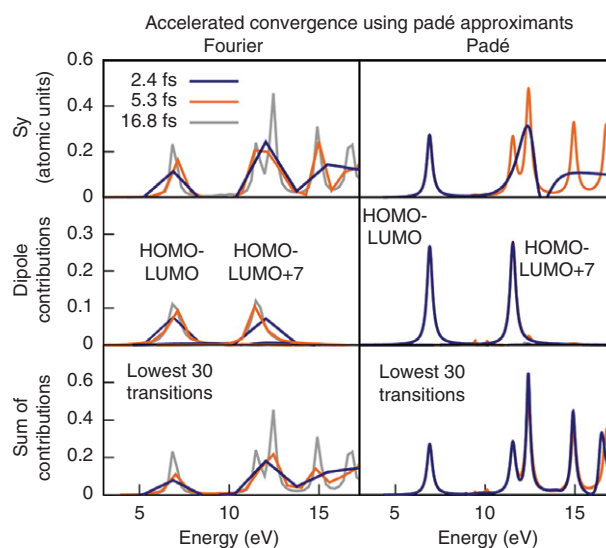 Accelerated convergence using padé approximants
Fourier
Padé
Sy
(atomic units)
0.6
0.4
0.2
0
2.4 fs
5.3 fs
16.8 fs
Dipole
contributions
0.3
0.2
0.1
0
HOMO-
LUMO
HOMO-
LUMO+7
HOMO-
LUMO
HOMO-
LUMO+7
Sum of
contributions
0.6
0.4
0.2
0
Lowest 30
transitions
Lowest 30
transitions
5 10 15
5 10 15
Energy (eV)
Energy (eV)